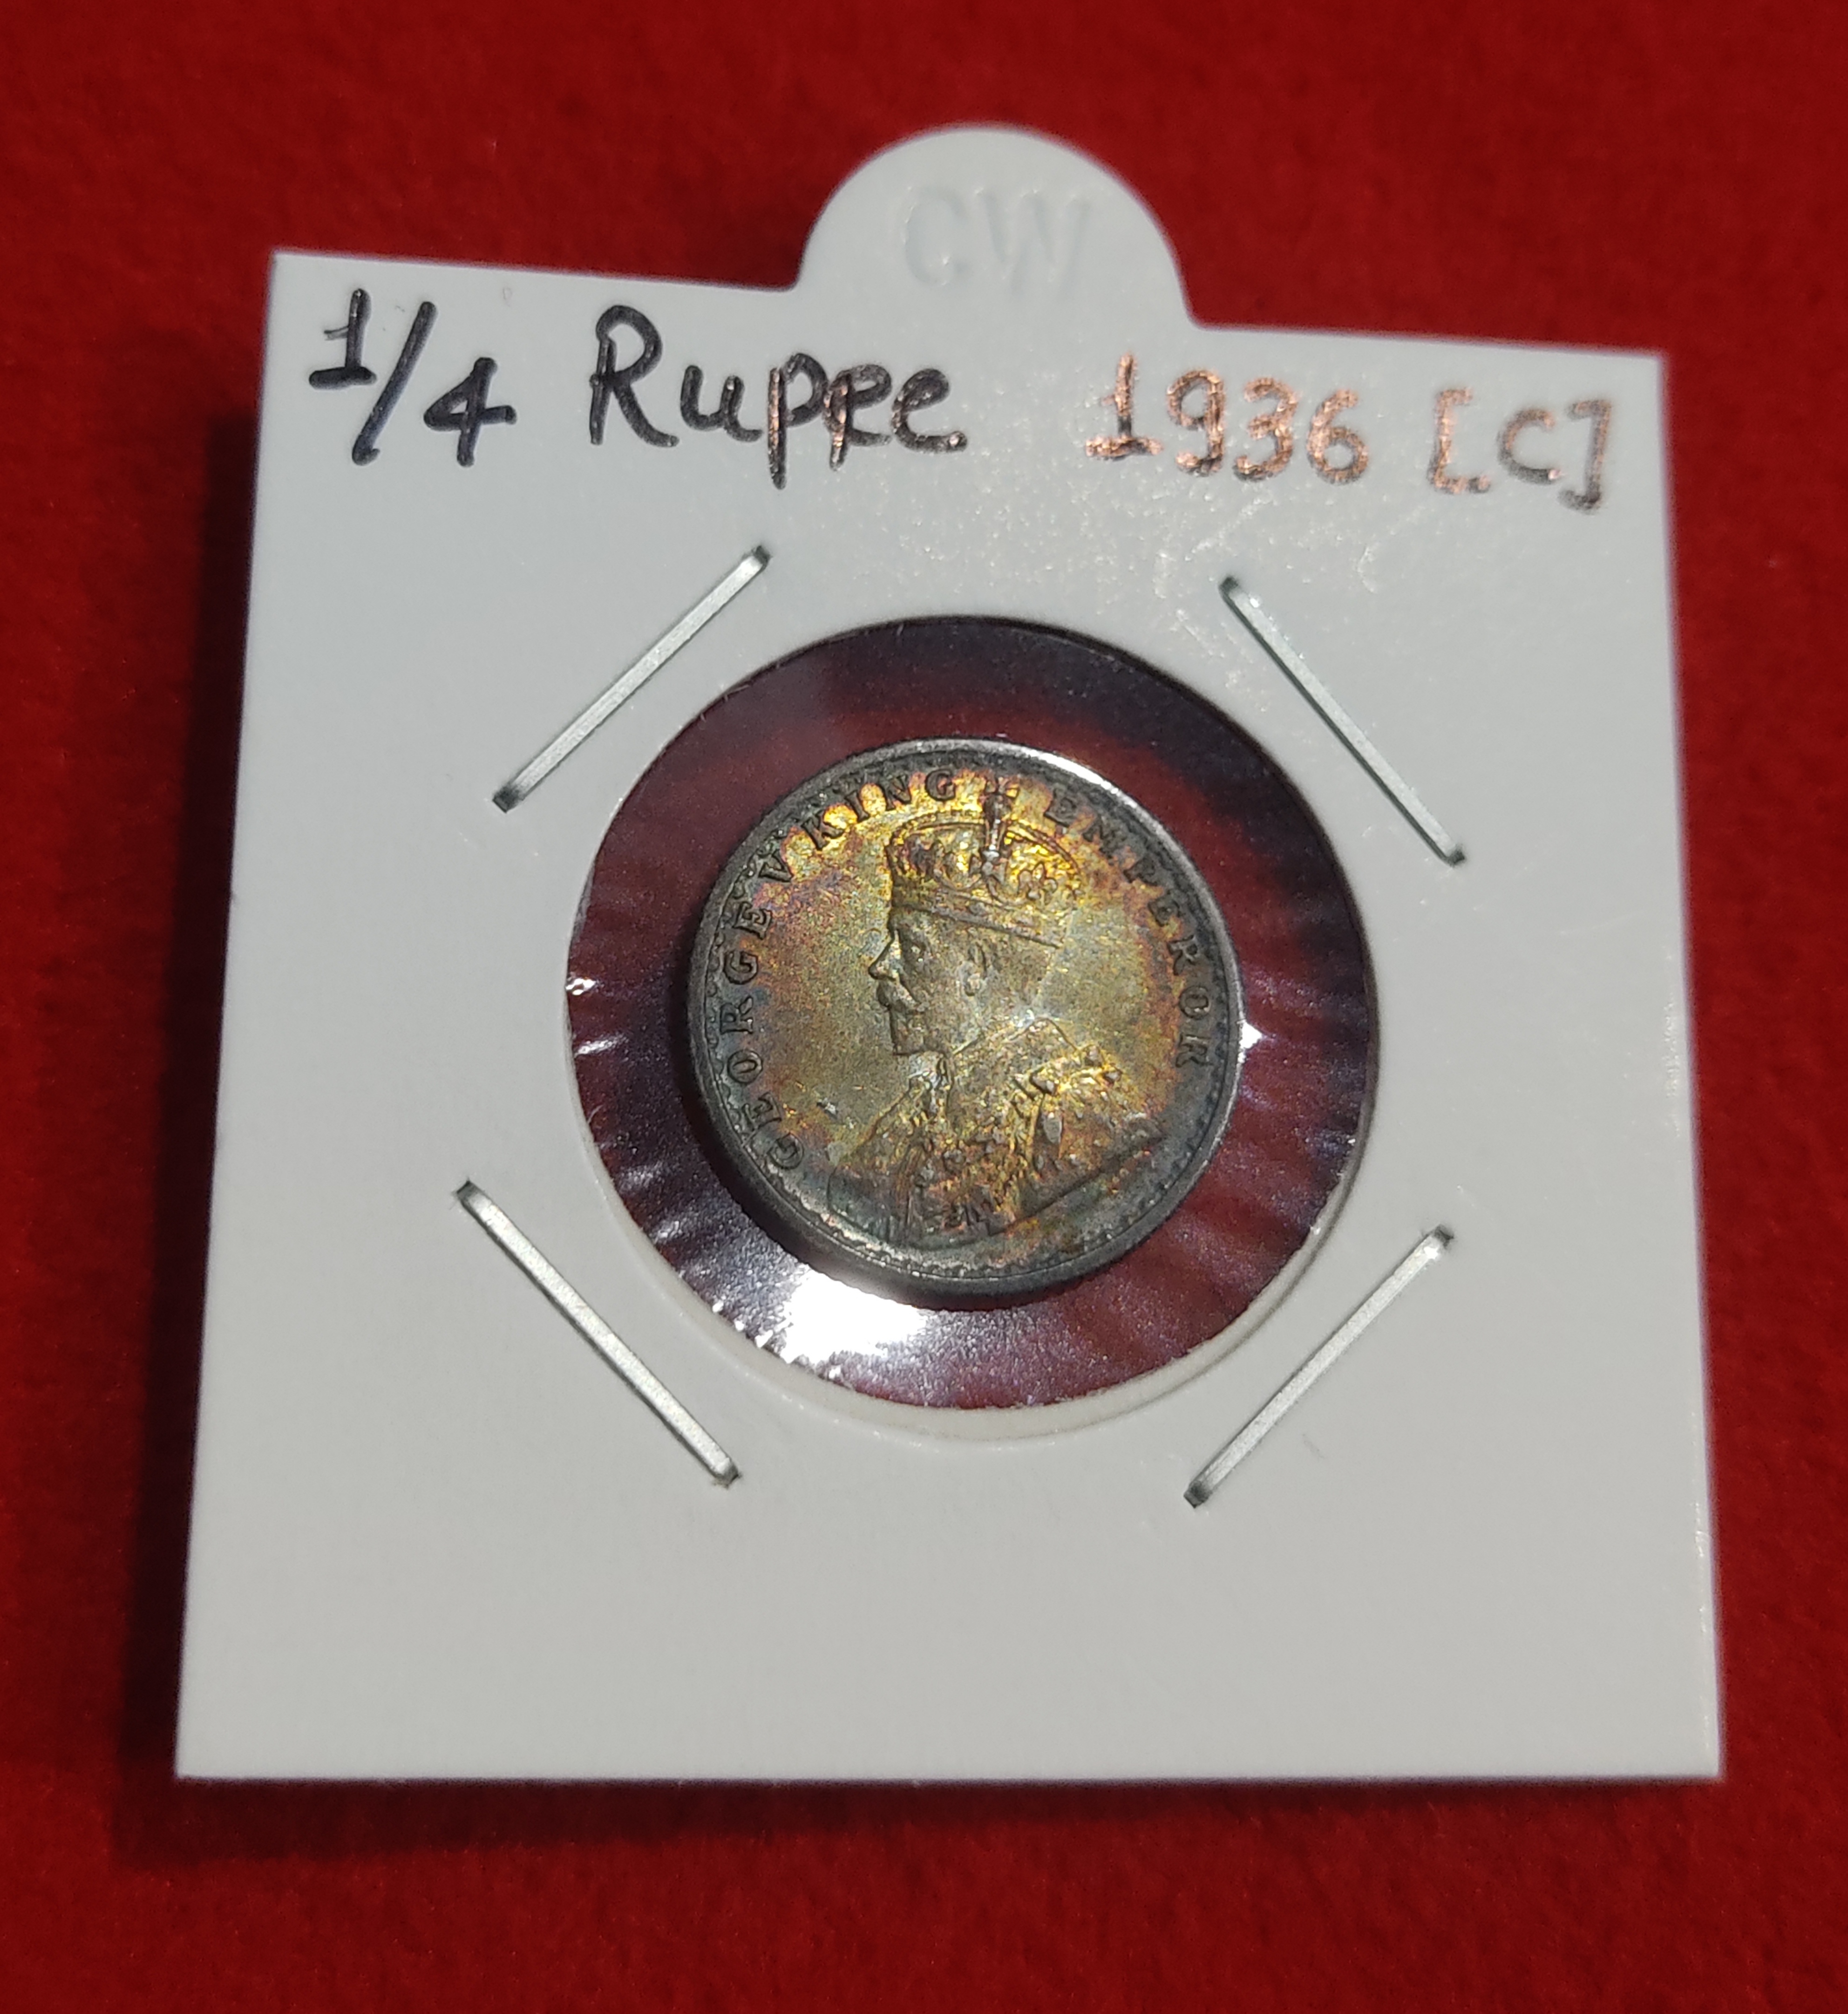 CW
1/4 Rupee 1936 [C]
GEORGE V KING EMPEROR